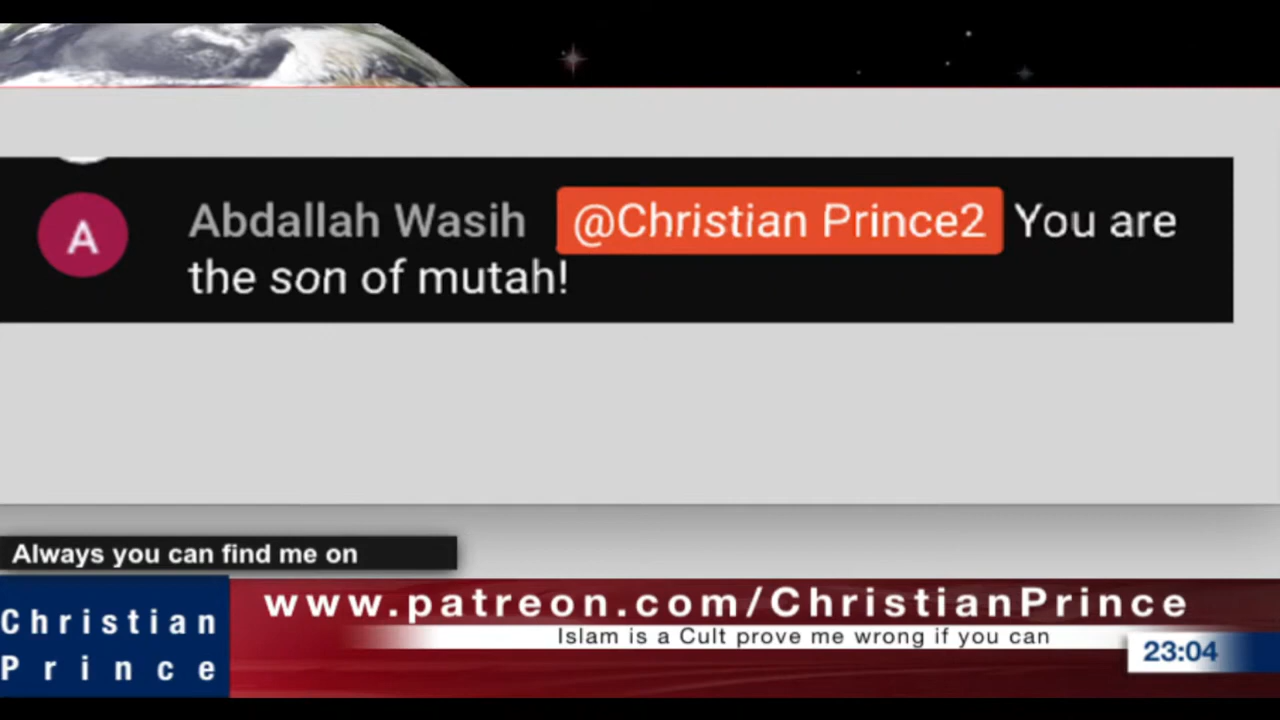 A
Abdallah Wasih @Christian Prince2 You are
the son of mutah!
Always you can find me on
Christian
Prince
www.patreon.com/ChristianPrince
Islam is a Cult prove me wrong if you can
23:04